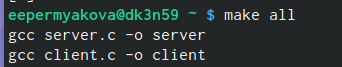 eepermyakova@dk3n59 ~ $ make all
gcc server.c -o server
gcc client.c -o client